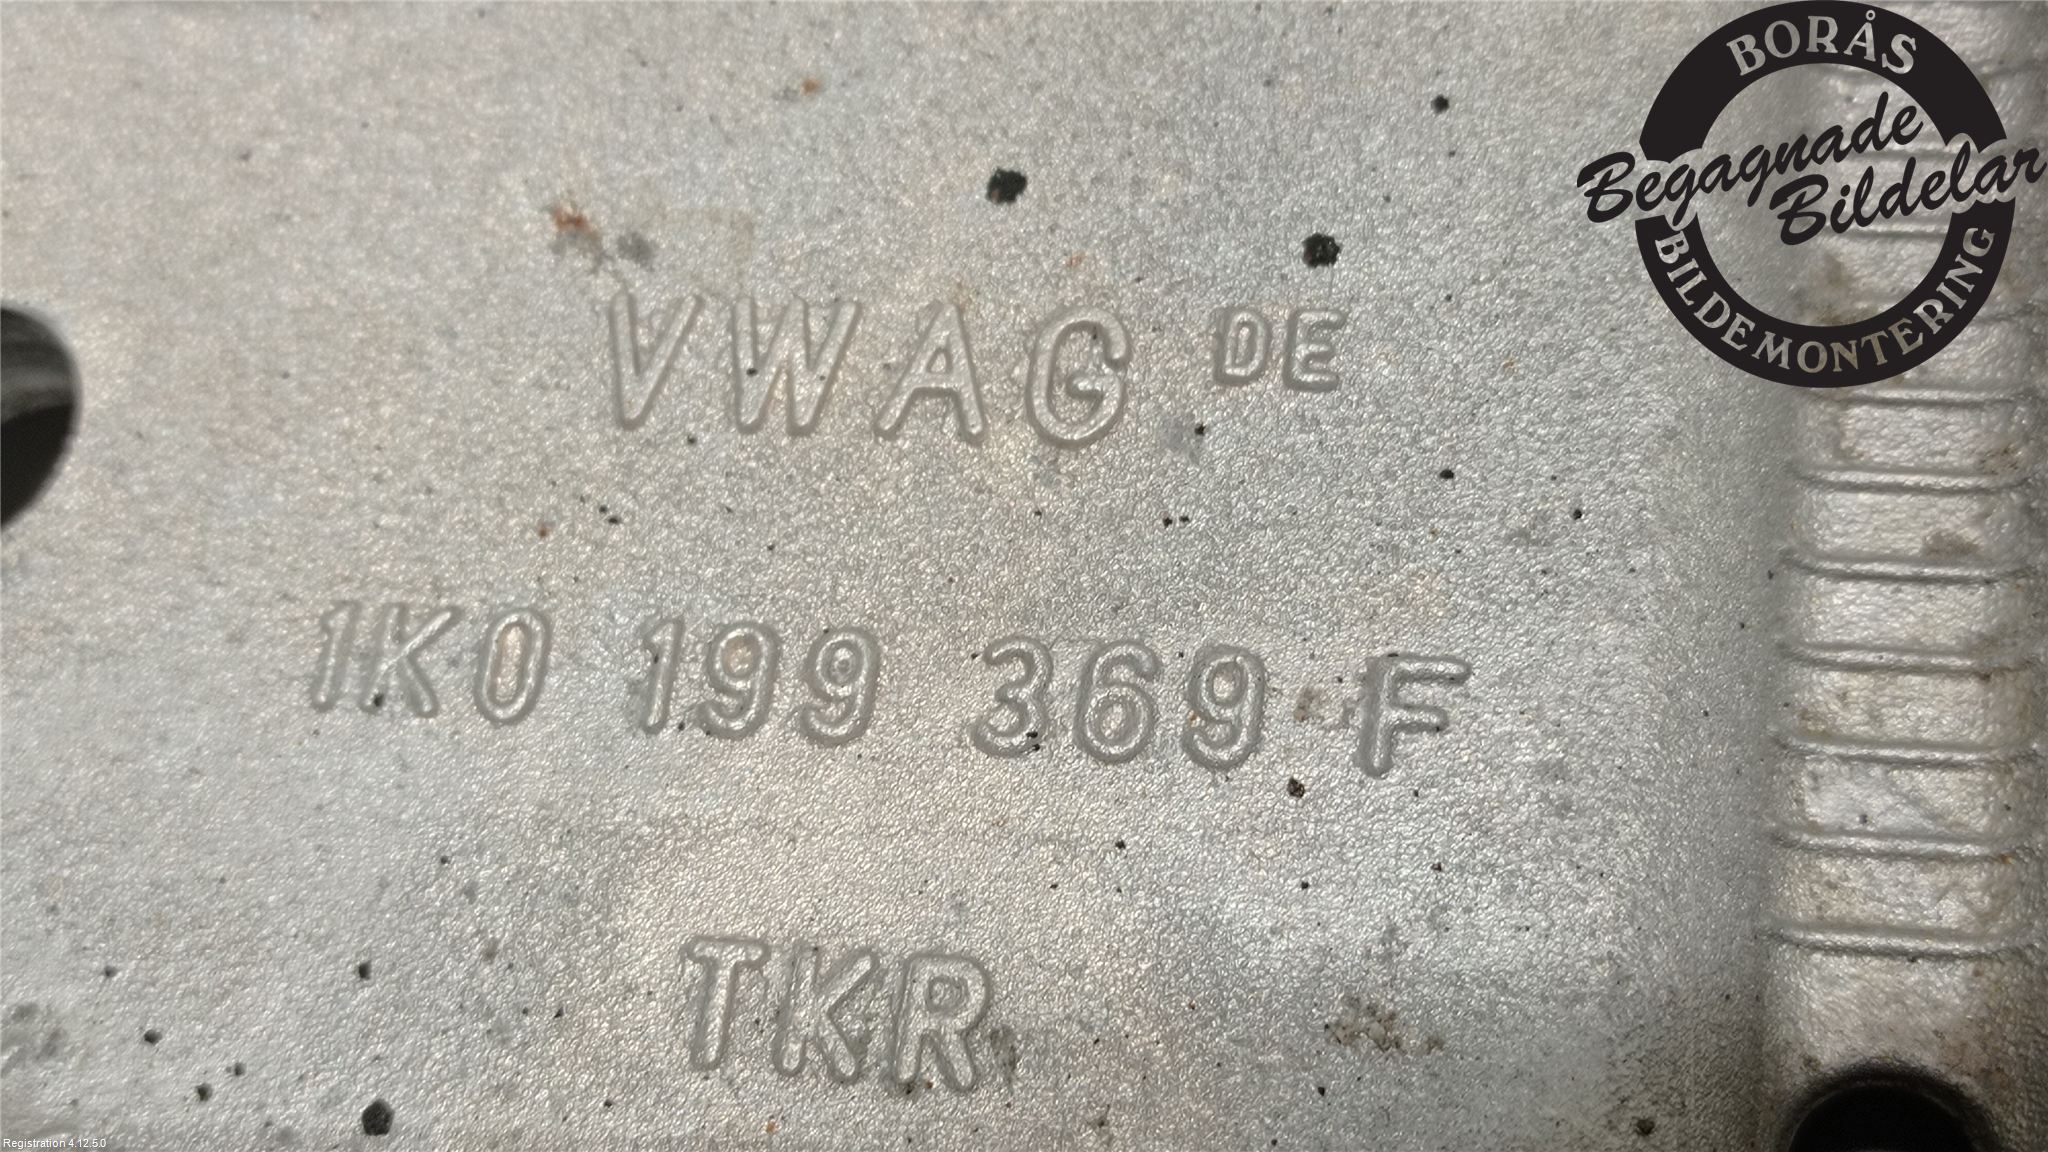 BORÅS
Begagnade
Bildelar
BILDEMONTERING
VWAG DE
1K0 199 369 F
TKR
Registration 4.12.5.0